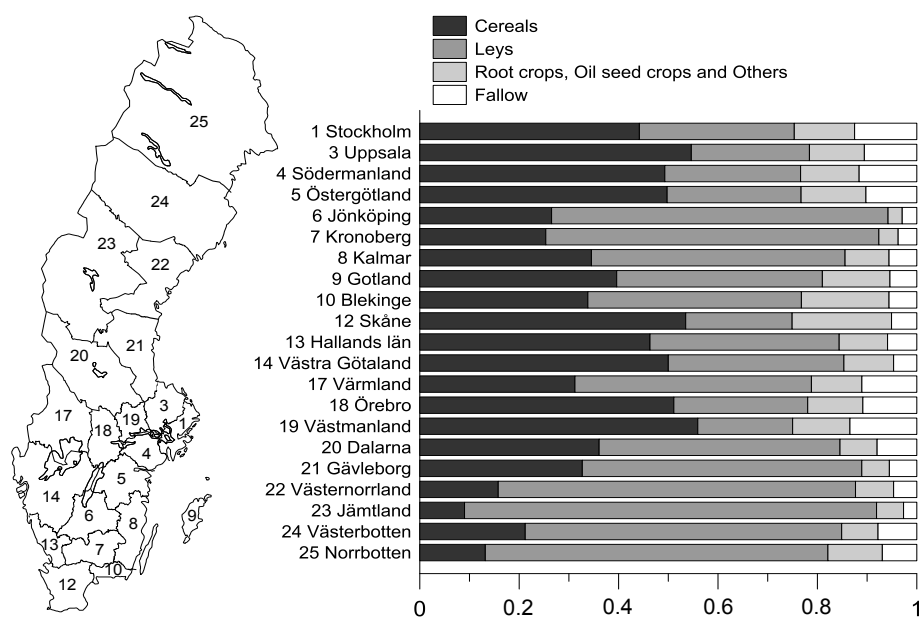 Cereals
Leys
Root crops, Oil seed crops and Others
Fallow
1 Stockholm
3 Uppsala
4 Södermanland
5 Östergötland
6 Jönköping
7 Kronoberg
8 Kalmar
9 Gotland
10 Blekinge
12 Skåne
13 Hallands län
14 Västra Götaland
17 Värmland
18 Örebro
19 Västmanland
20 Dalarna
21 Gävleborg
22 Västernorrland
23 Jämtland
24 Västerbotten
25 Norrbotten
0 0.2 0.4 0.6 0.8 1
25
24
23
22
21
20
3
17
19
1
18
4
5
14
6
8
9
13
7
10
12